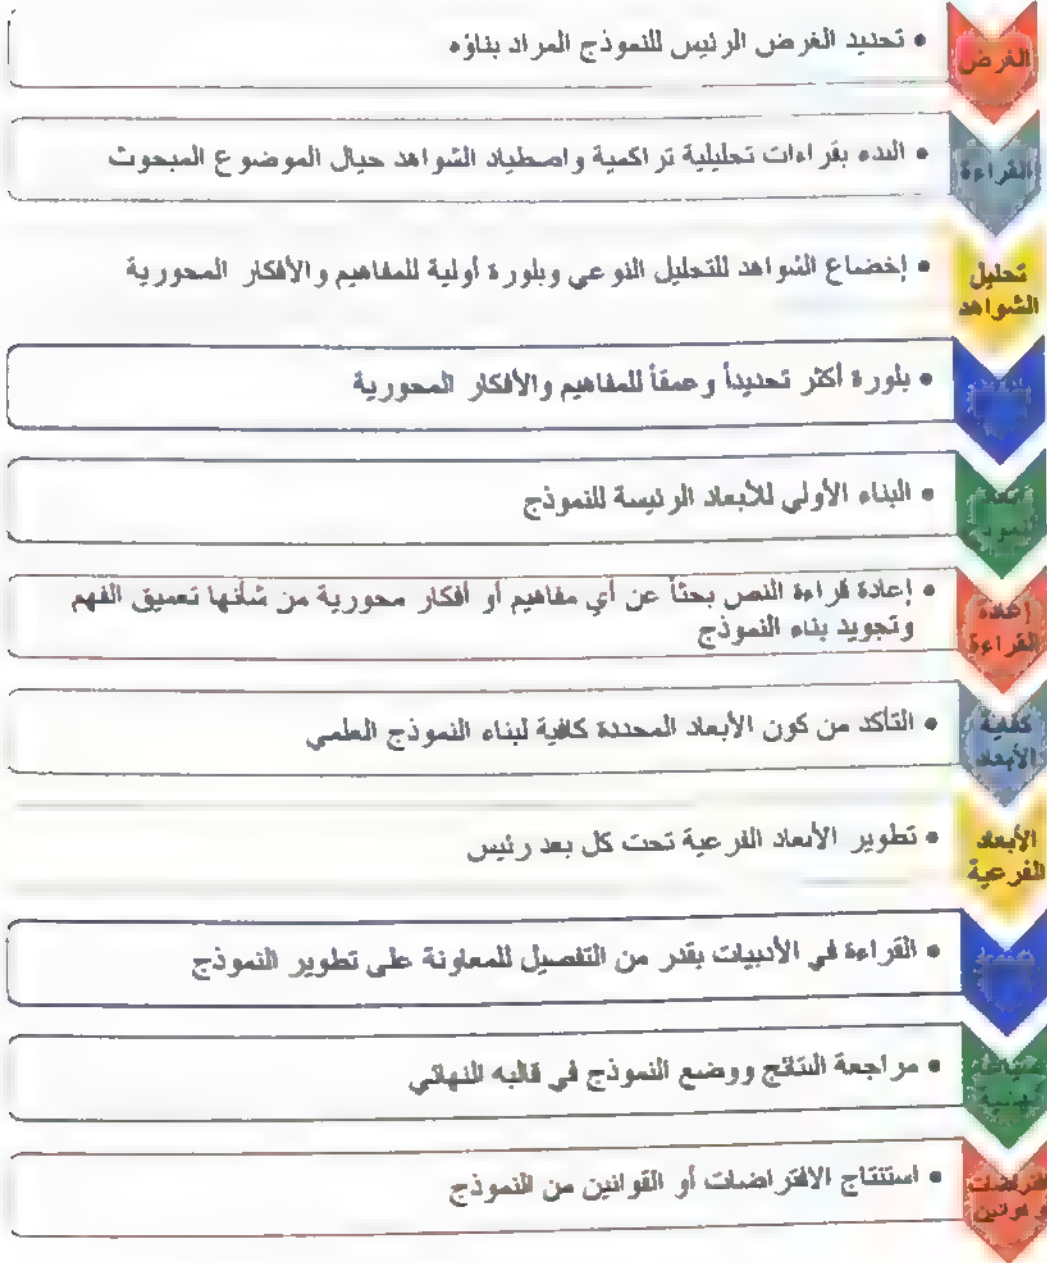 الغرض
• تحديد الغرض الرئيس للنموذج المراد بناؤه
القراءة
• البدء بقراءات تحليلية تراكمية واصطياد الشواهد حيال الموضوع المبحوث
تحليل
الشواهد
• إخضاع الشواهد للتحليل النوعي وبلورة أولية للمفاهيم والأفكار المحورية
• بلورة أكثر تحديداً وعمقاً للمفاهيم والأفكار المحورية
• البناء الأولي للأبعاد الرئيسة للنموذج
إعادة
القراءة
• إعادة قراءة النص بحثاً عن أي مفاهيم أو أفكار محورية من شأنها تعميق الفهم
وتجويد بناء النموذج
كفاية
الأبعاد
• التأكد من كون الأبعاد المحددة كافية لبناء النموذج العلمي
الأبعاد
الفرعية
• تطوير الأبعاد الفرعية تحت كل بعد رئيس
• القراءة في الأدبيات بقدر من التفصيل للمعاونة على تطوير النموذج
• مراجعة النتائج ووضع النموذج في قالبه النهائي
افتراضات
وقوانين
• استنتاج الافتراضات أو القوانين من النموذج